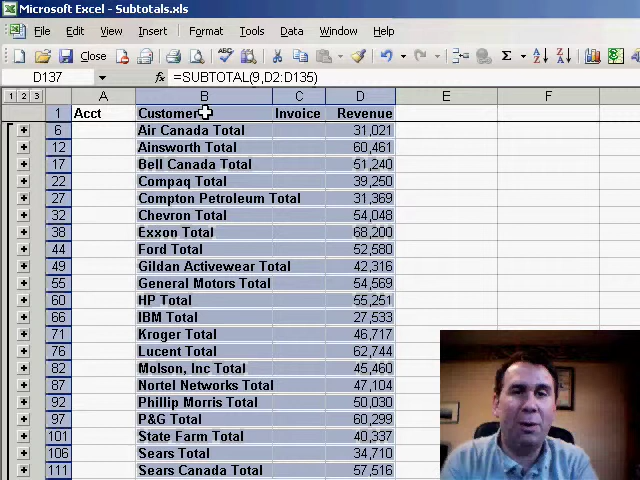 Microsoft Excel - Subtotals.xls
File Edit View Insert Format Tools Data Window Help
Close
D137 fx =SUBTOTAL(9,D2:D135)
1 2 3 A B C D E F
1 Acct Customer Invoice Revenue
6 Air Canada Total 31,021
12 Ainsworth Total 60,461
17 Bell Canada Total 51,240
22 Compaq Total 39,250
27 Compton Petroleum Total 31,369
32 Chevron Total 54,048
38 Exxon Total 68,200
44 Ford Total 52,580
49 Gildan Activewear Total 42,316
55 General Motors Total 54,569
60 HP Total 55,251
66 IBM Total 27,533
71 Kroger Total 46,717
76 Lucent Total 62,744
82 Molson, Inc Total 45,460
87 Nortel Networks Total 47,104
92 Phillip Morris Total 50,030
97 P&G Total 60,299
101 State Farm Total 40,337
106 Sears Total 34,710
111 Sears Canada Total 57,516